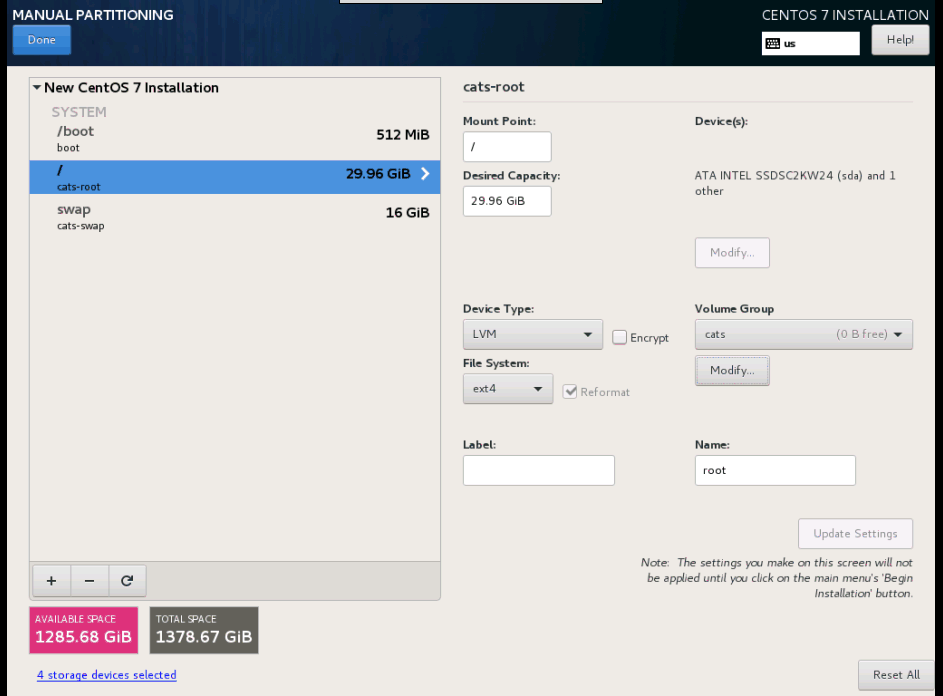 MANUAL PARTITIONING
CENTOS 7 INSTALLATION
Done
us
Help!
New CentOS 7 Installation
SYSTEM
/boot
512 MiB
boot
/
29.96 GiB
cats-root
swap
16 GiB
cats-swap
+ −
AVAILABLE SPACE
1285.68 GiB
TOTAL SPACE
1378.67 GiB
4 storage devices selected
cats-root
Mount Point:
/
Desired Capacity:
29.96 GiB
Device(s):
ATA INTEL SSDSC2KW24 (sda) and 1
other
Modify...
Device Type:
LVM
Encrypt
File System:
ext4
Reformat
Volume Group
cats (0 B free)
Modify...
Label:
Name:
root
Update Settings
Note: The settings you make on this screen will not
be applied until you click on the main menu's 'Begin
Installation' button.
Reset All